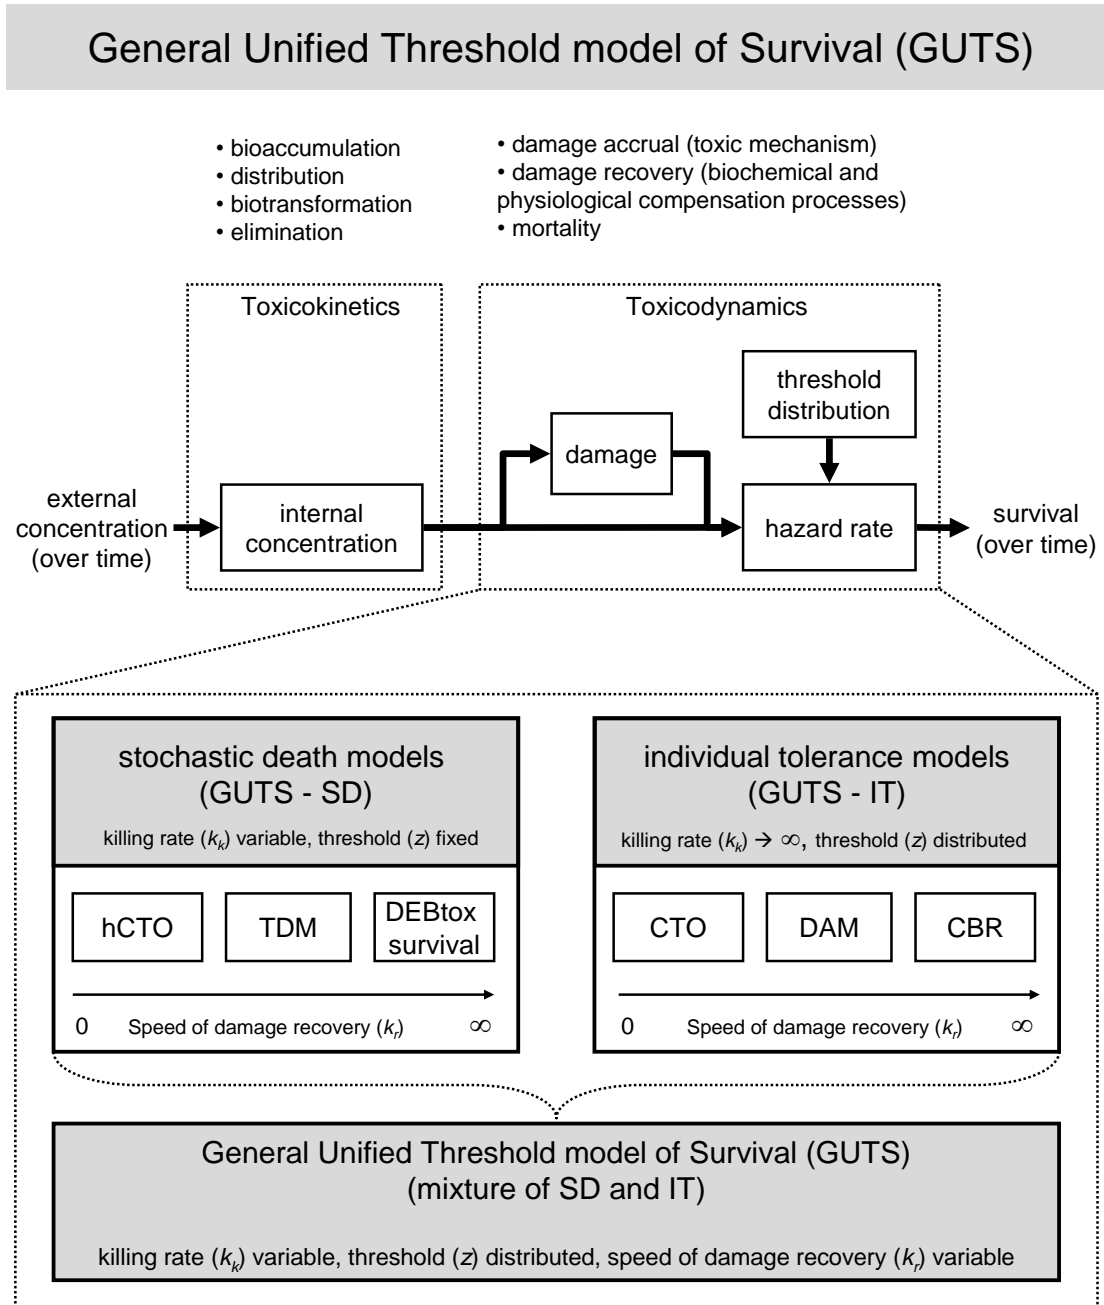 General Unified Threshold model of Survival (GUTS)
• bioaccumulation
• distribution
• biotransformation
• elimination
• damage accrual (toxic mechanism)
• damage recovery (biochemical and
physiological compensation processes)
• mortality
Toxicokinetics
Toxicodynamics
threshold
distribution
damage
external
concentration
(over time)
internal
concentration
hazard rate
survival
(over time)
stochastic death models
(GUTS - SD)
killing rate (kk) variable, threshold (z) fixed
hCTO
TDM
DEBtox
survival
0 Speed of damage recovery (kr) ∞
individual tolerance models
(GUTS - IT)
killing rate (kk) → ∞, threshold (z) distributed
CTO
DAM
CBR
0 Speed of damage recovery (kr) ∞
General Unified Threshold model of Survival (GUTS)
(mixture of SD and IT)
killing rate (kk) variable, threshold (z) distributed, speed of damage recovery (kr) variable